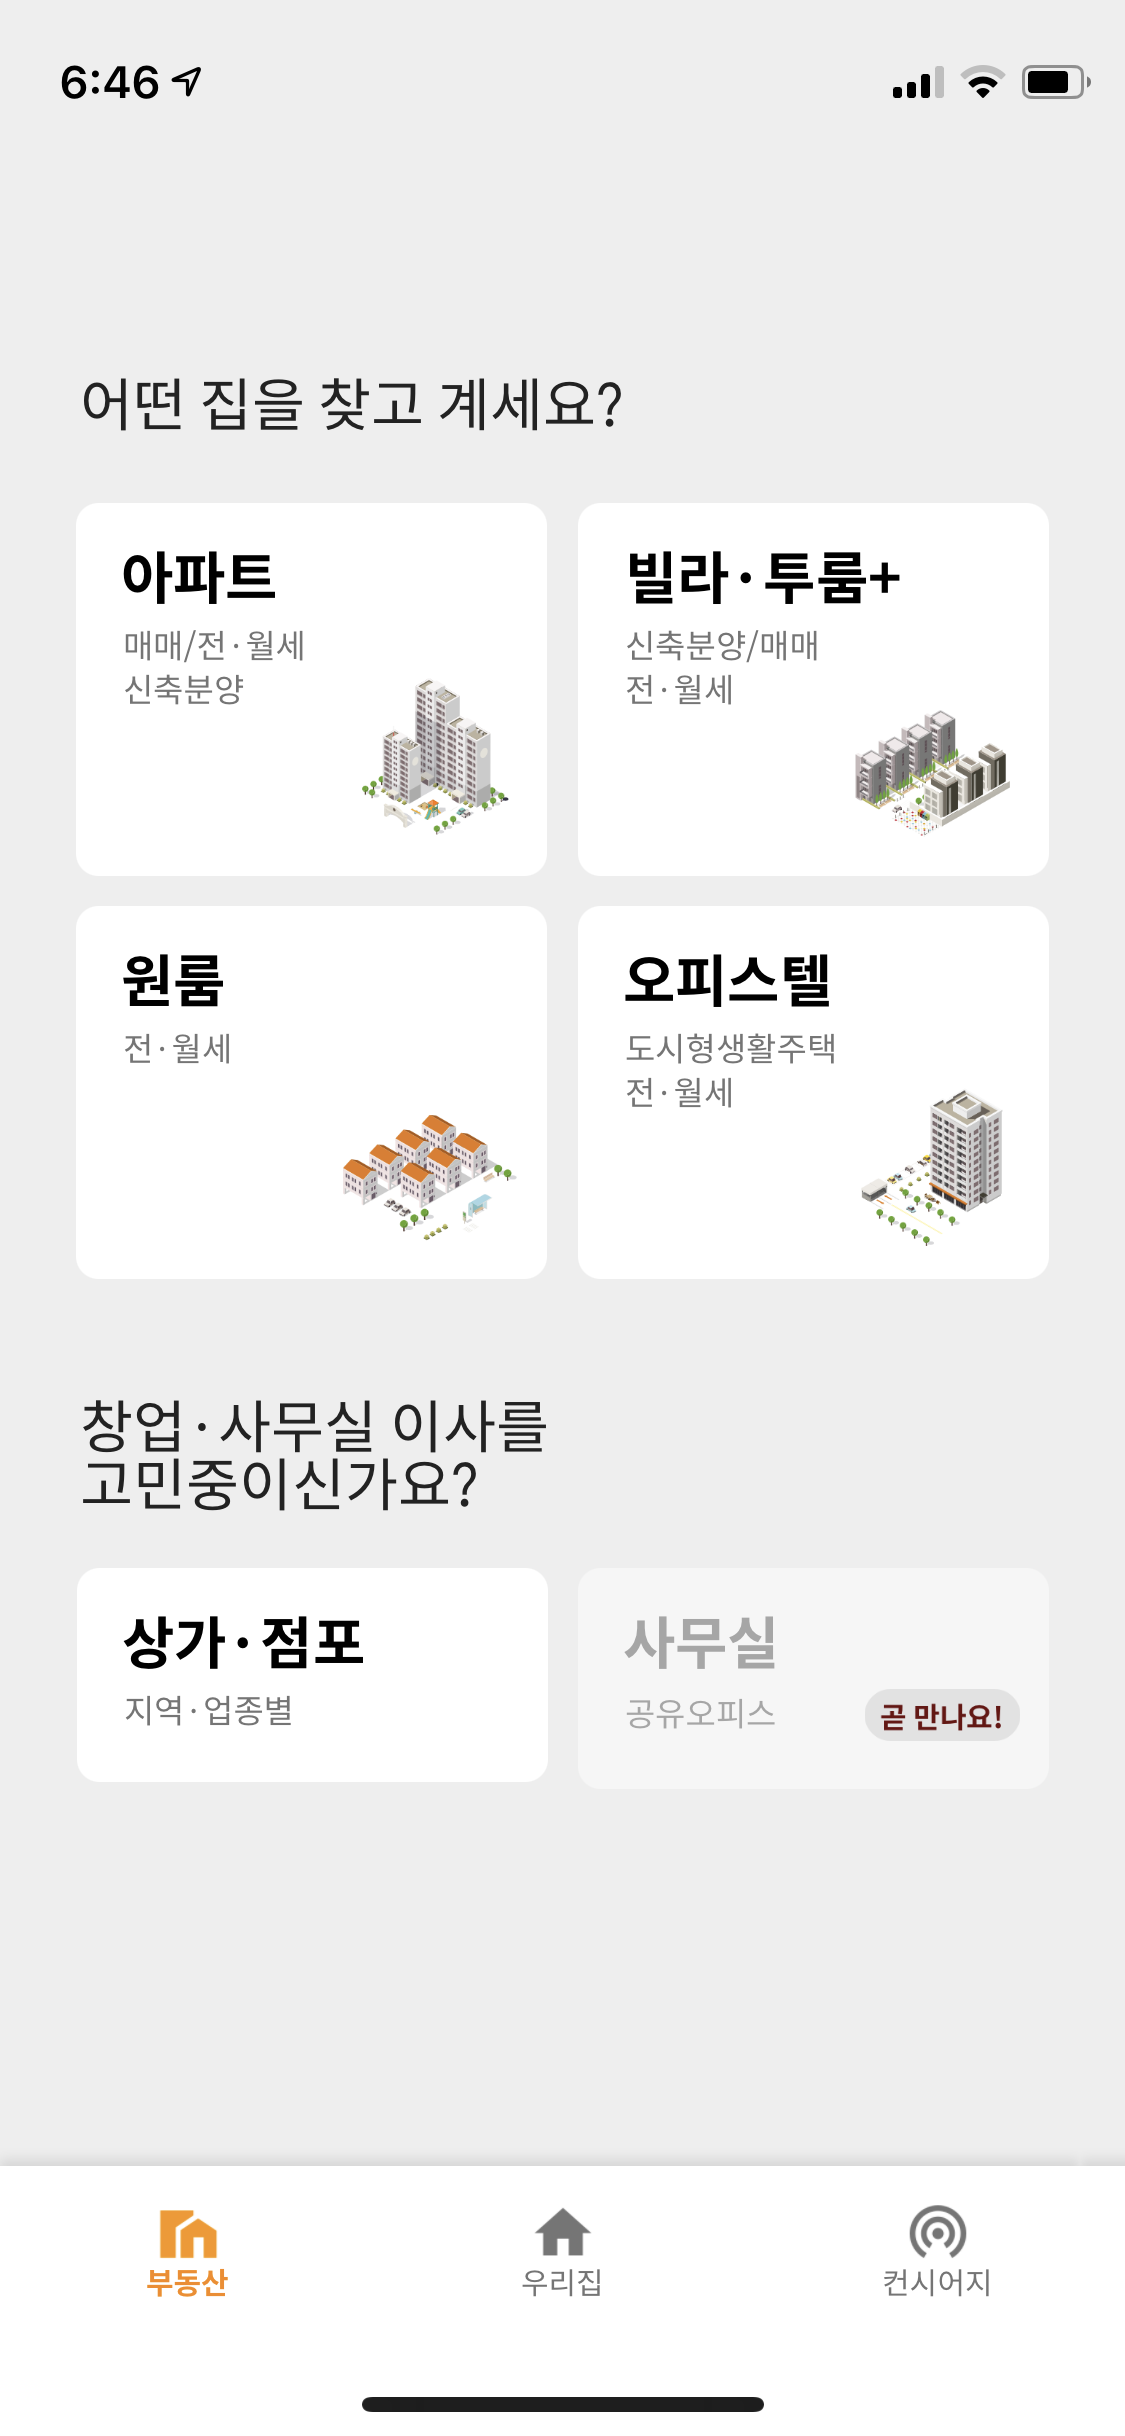 6:46
어떤 집을 찾고 계세요?
아파트
매매/전·월세
신축분양
빌라·투룸+
신축분양/매매
전·월세
원룸
전·월세
오피스텔
도시형생활주택
전·월세
창업·사무실 이사를
고민중이신가요?
상가·점포
지역·업종별
사무실
공유오피스
곧 만나요!
부동산
우리집
컨시어지